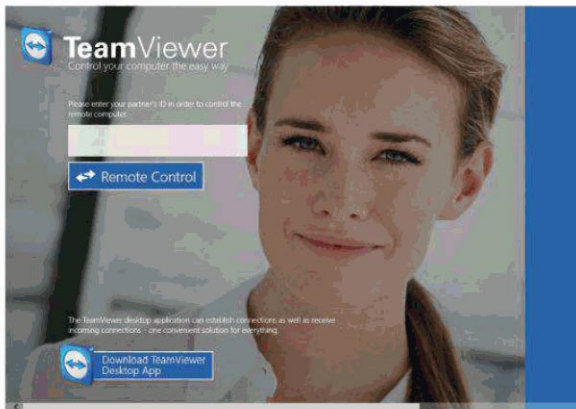 TeamViewer
Control your computer the easy way
Please enter your partner's ID in order to control the
remote computer.
Remote Control
The TeamViewer desktop application can establish connections as well as receive
incoming connections - one convenient solution for everything.
Download TeamViewer
Desktop App